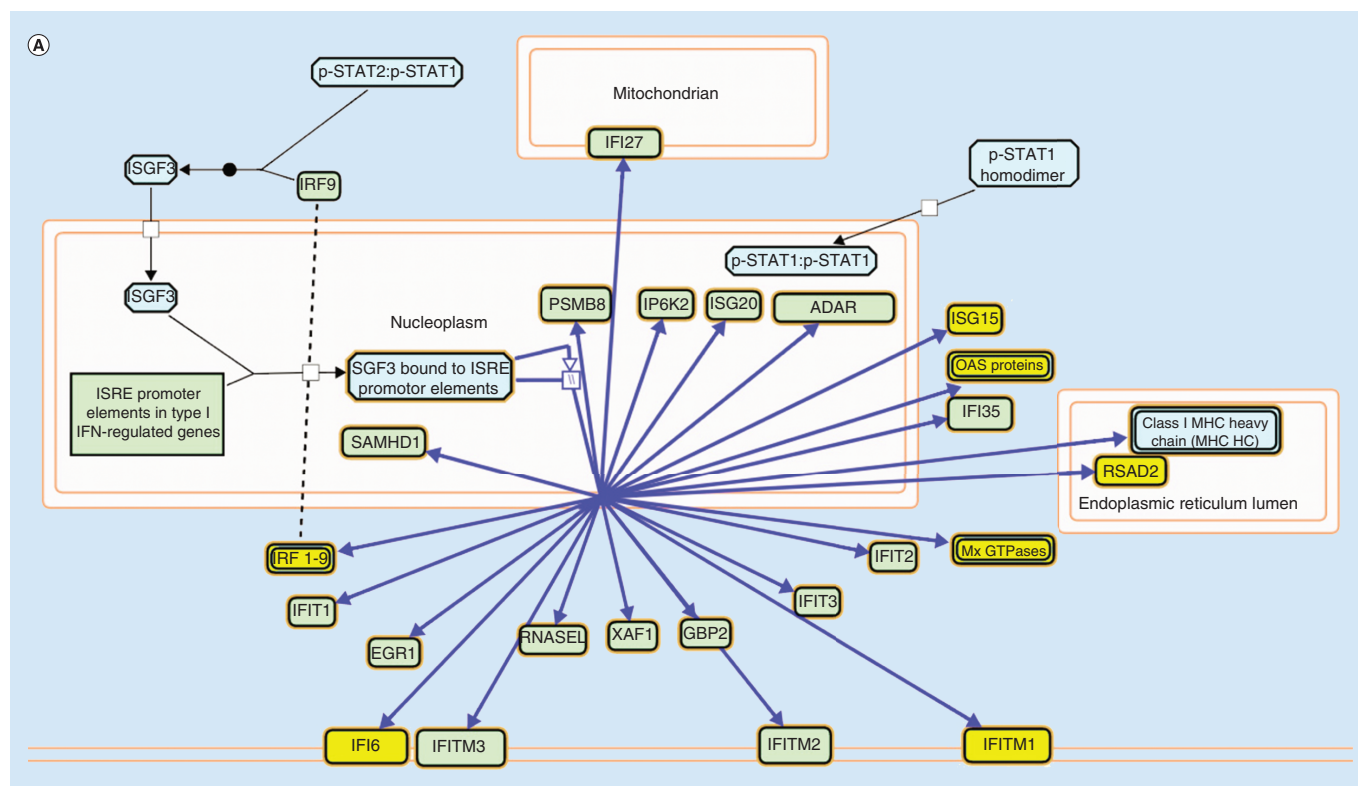 A
p-STAT2:p-STAT1
Mitochondrian
IFI27
p-STAT1
homodimer
ISGF3
IRF9
p-STAT1:p-STAT1
ISGF3
PSMB8
IP6K2
ISG20
ADAR
ISG15
Nucleoplasm
OAS proteins
SGF3 bound to ISRE
promotor elements
ISRE promoter
elements in type I
IFN-regulated genes
IFI35
Class I MHC heavy
chain (MHC HC)
SAMHD1
RSAD2
Endoplasmic reticulum lumen
IRF 1-9
IFIT2
Mx GTPases
IFIT1
IFIT3
EGR1
RNASEL
XAF1
GBP2
IFI6
IFITM3
IFITM2
IFITM1